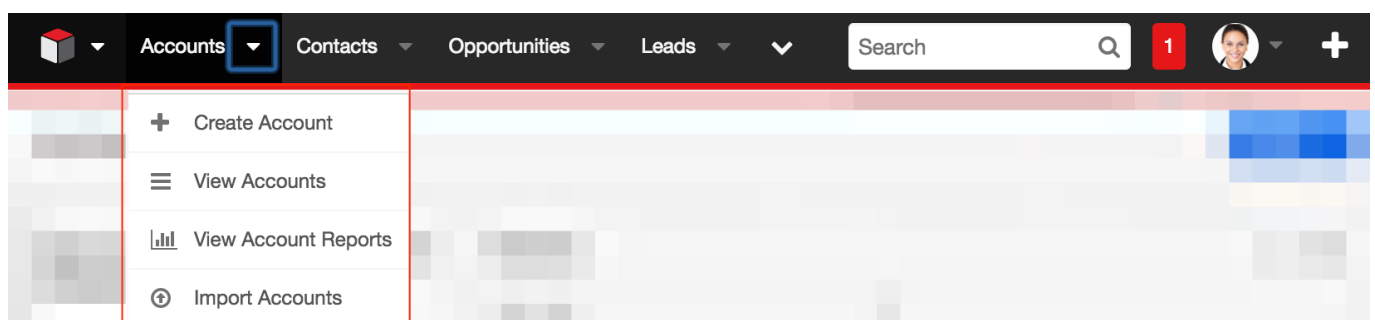 Accounts Contacts Opportunities Leads Search 1
Create Account
View Accounts
View Account Reports
Import Accounts